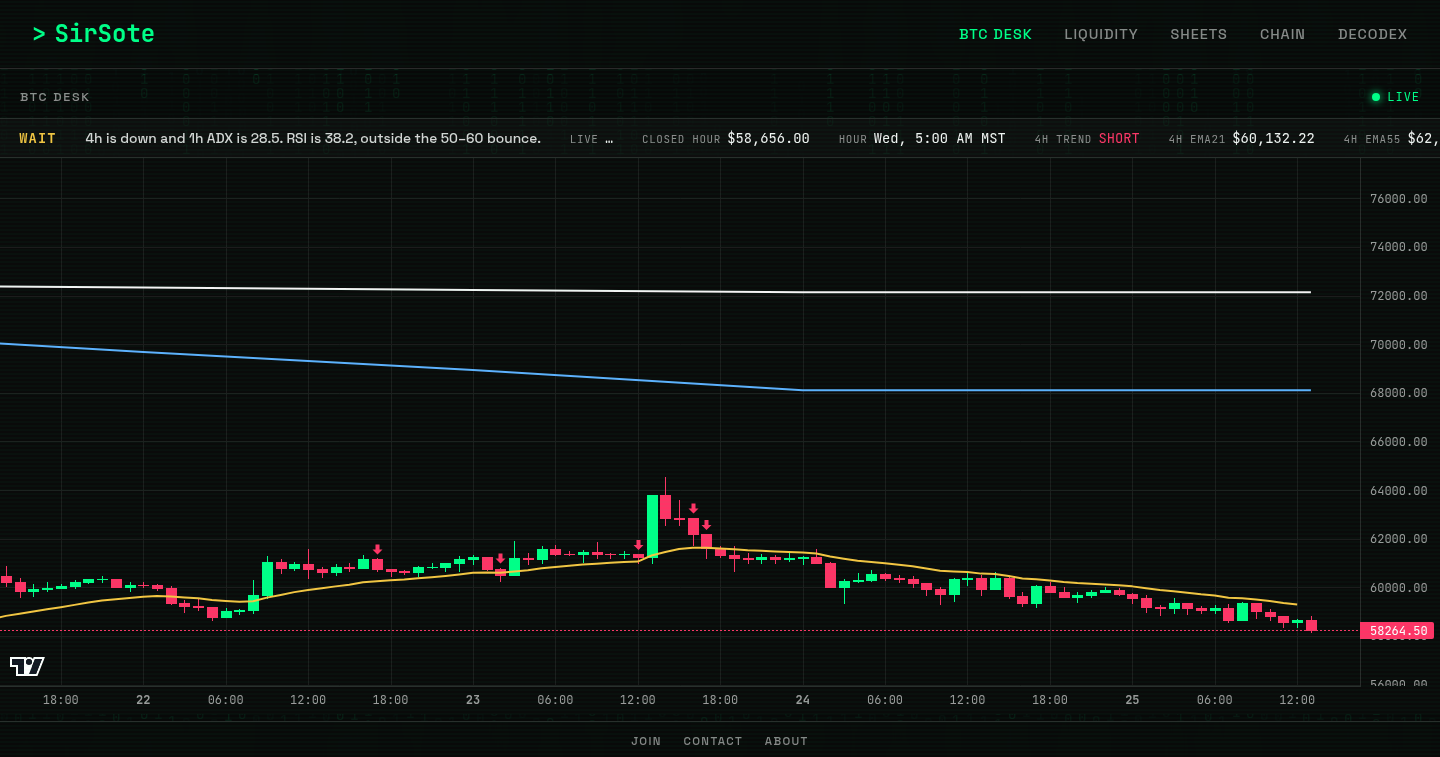 > SirSote
BTC DESK LIQUIDITY SHEETS CHAIN DECODEX
BTC DESK
LIVE
WAIT 4h is down and 1h ADX is 28.5. RSI is 38.2, outside the 50–60 bounce. LIVE … CLOSED HOUR $58,656.00 HOUR Wed, 5:00 AM MST 4H TREND SHORT 4H EMA21 $60,132.22 4H EMA55 $62,
76000.00
74000.00
72000.00
70000.00
68000.00
66000.00
64000.00
62000.00
60000.00
58264.50
56000.00
18:00 22 06:00 12:00 18:00 23 06:00 12:00 18:00 24 06:00 12:00 18:00 25 06:00 12:00
JOIN CONTACT ABOUT